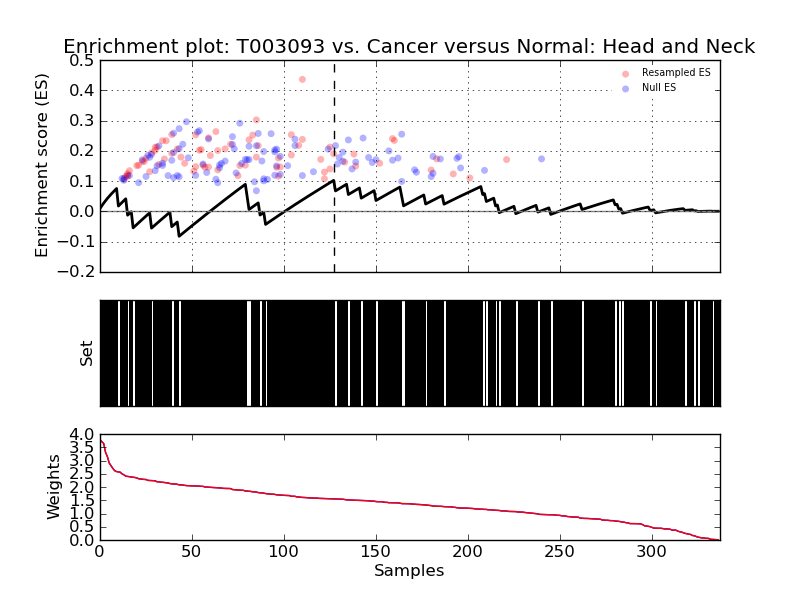 Enrichment plot: T003093 vs. Cancer versus Normal: Head and Neck
0.5
0.4
0.3
0.2
0.1
0.0
−0.1
−0.2
Enrichment score (ES)
Resampled ES
Null ES
Set
4.0
3.5
3.0
2.5
2.0
1.5
1.0
0.5
0.0
Weights
0 50 100 150 200 250 300
Samples